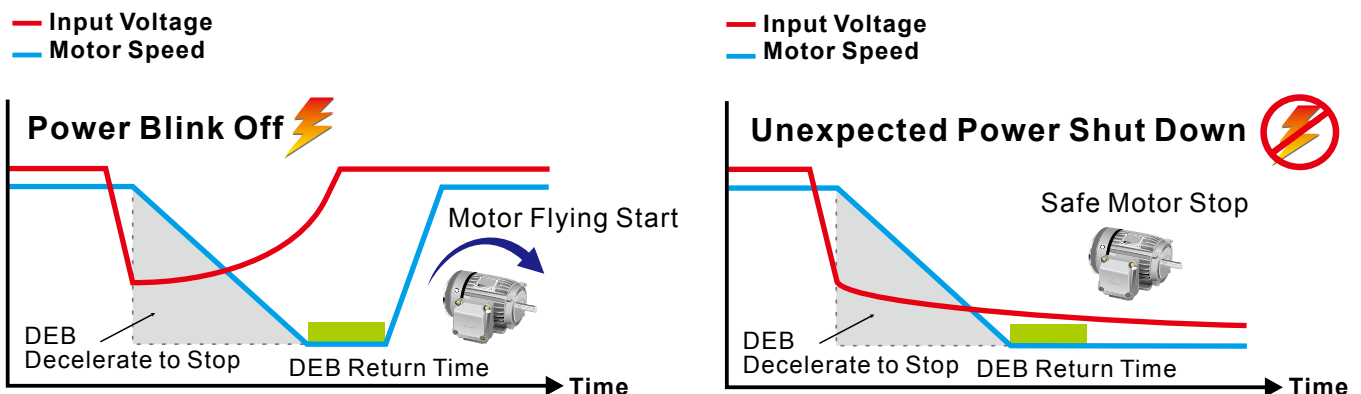 Input Voltage
Motor Speed
Power Blink Off
Motor Flying Start
DEB
Decelerate to Stop
DEB Return Time
Time
Input Voltage
Motor Speed
Unexpected Power Shut Down
Safe Motor Stop
DEB
Decelerate to Stop
DEB Return Time
Time